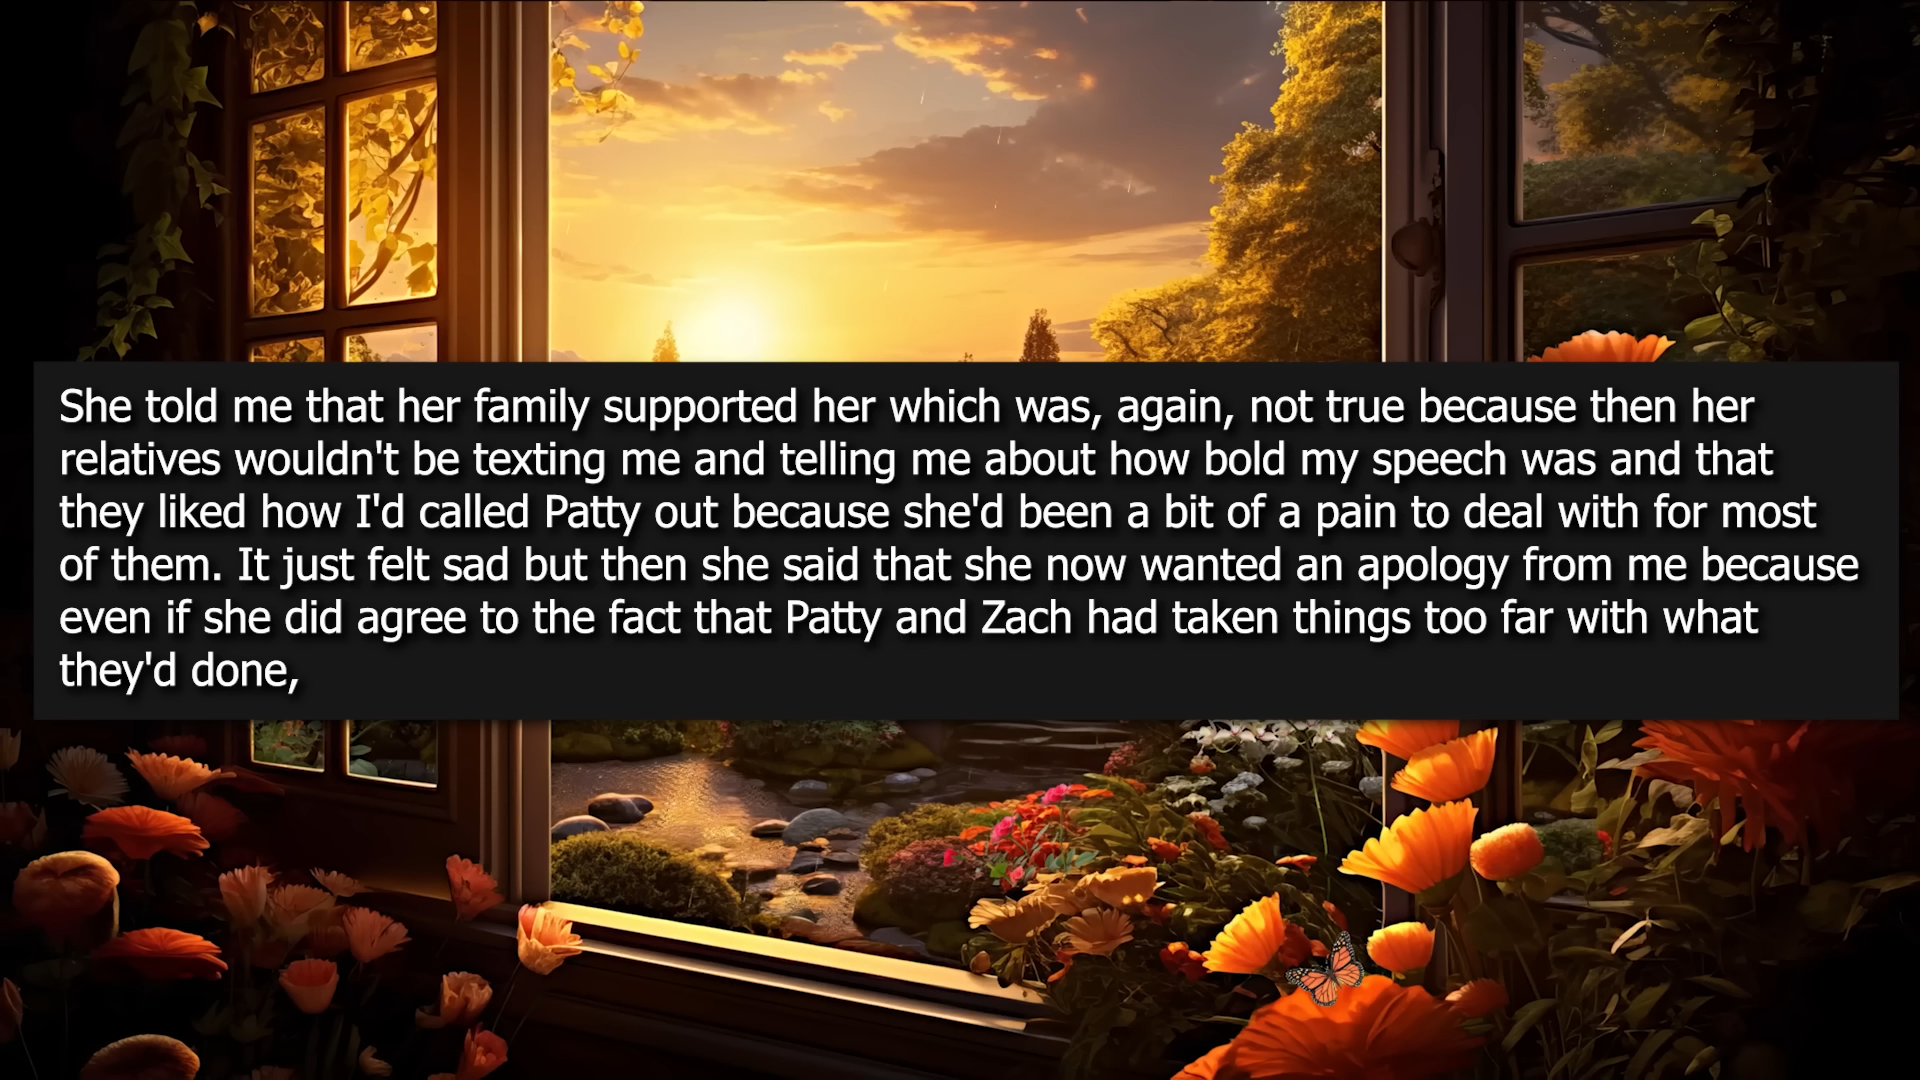 She told me that her family supported her which was, again, not true because then her
relatives wouldn't be texting me and telling me about how bold my speech was and that
they liked how I'd called Patty out because she'd been a bit of a pain to deal with for most
of them. It just felt sad but then she said that she now wanted an apology from me because
even if she did agree to the fact that Patty and Zach had taken things too far with what
they'd done,